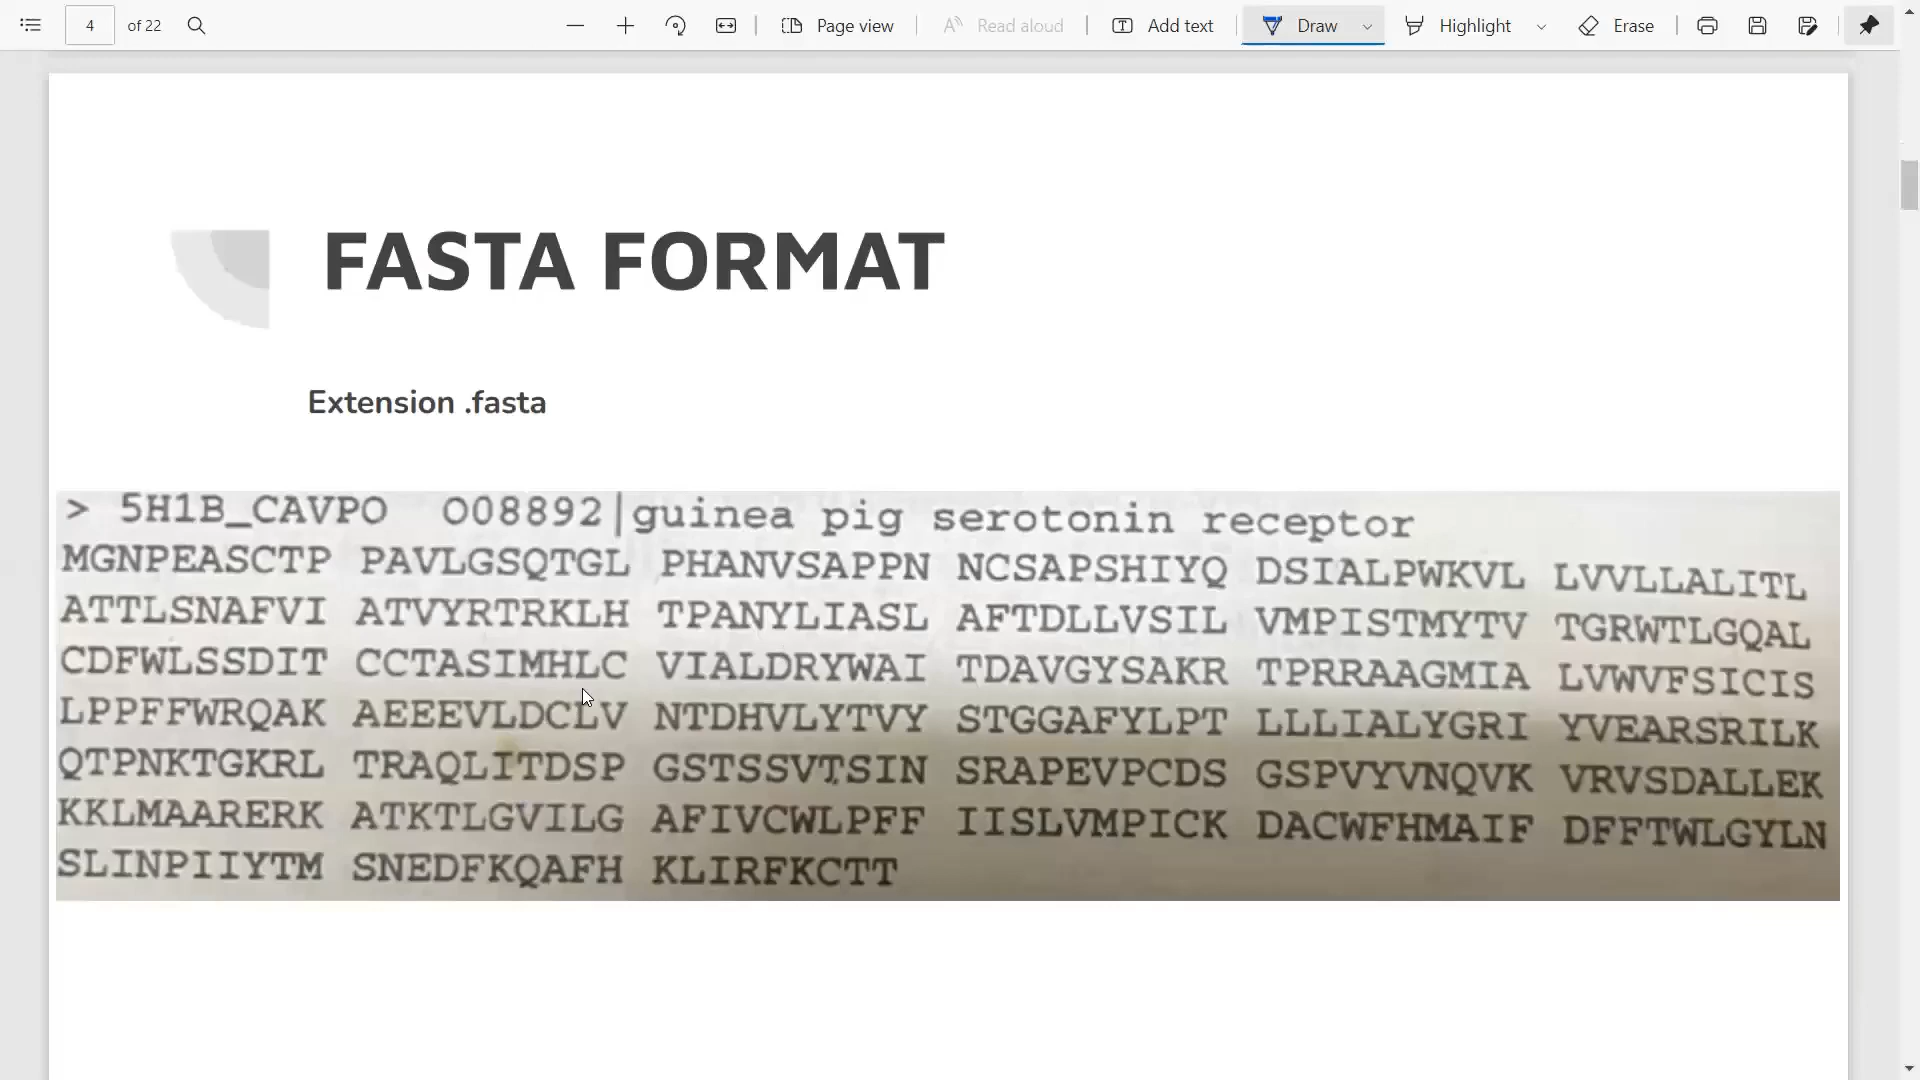 4 of 22 Page view Read aloud Add text Draw Highlight Erase
FASTA FORMAT
Extension .fasta
> 5H1B_CAVPO O08892|guinea pig serotonin receptor
MGNPEASCTP PAVLGSQTGL PHANVSAPPN NCSAPSHIYQ DSIALPWKVL LVVLLALITL
ATTLSNAFVI ATVYRTRKLH TPANYLIASL AFTDLLVSIL VMPISTMYTV TGRWTLGQAL
CDFWLSSDIT CCTASIMHLC VIALDRYWAI TDAVGYSAKR TPRRAAGMIA LVWVFSICIS
LPPFFWRQAK AEEEVLDCLV NTDHVLYTVY STGGAFYLPT LLLIALYGRI YVEARSRILK
QTPNKTGKRL TRAQLITDSP GSTSSVTSIN SRAPEVPCDS GSPVYVNQVK VRVSDALLEK
KKLMAARERK ATKTLGVILG AFIVCWLPFF IISLVMPICK DACWFHMAIF DFFTWLGYLN
SLINPIIYTM SNEDFKQAFH KLIRFKCTT